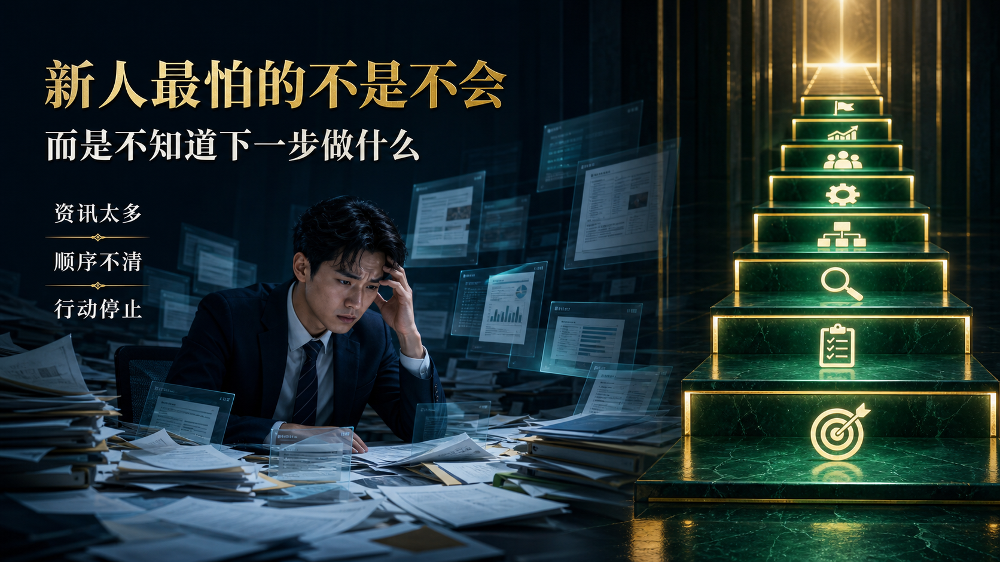 新人最怕的不是不会
而是不知道下一步做什么
资讯太多
顺序不清
行动停止